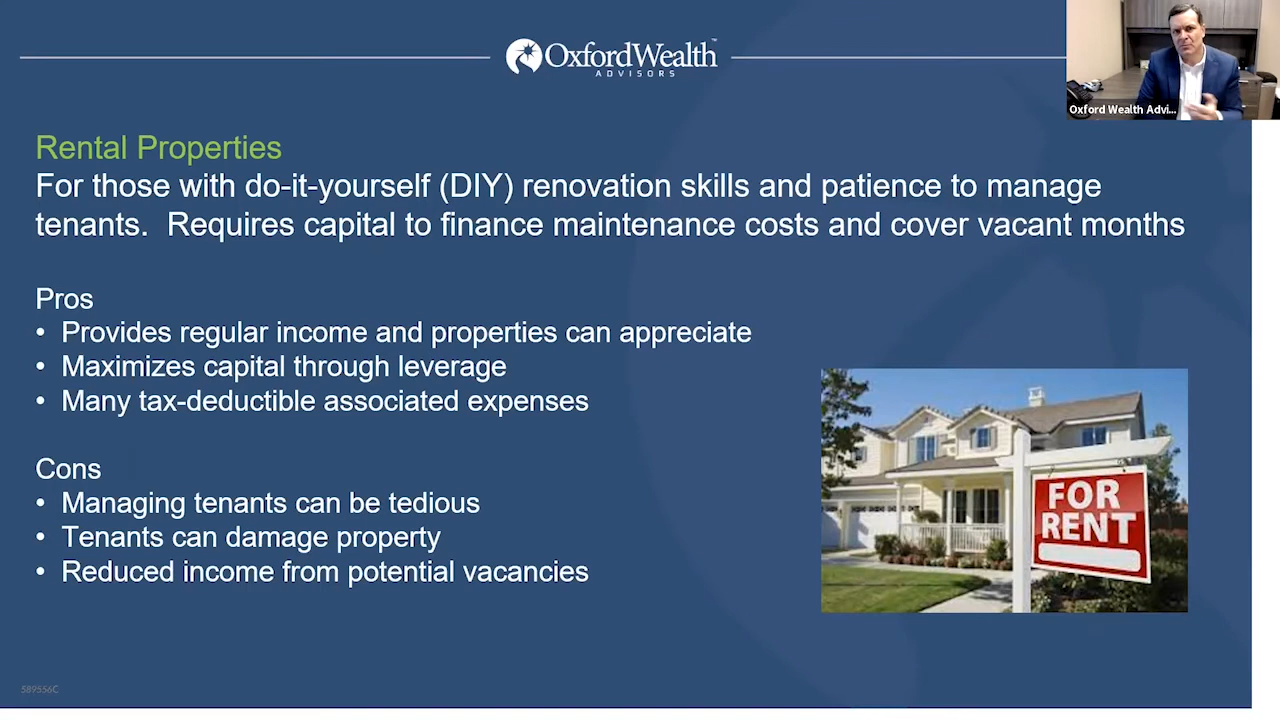 OxfordWealth™
ADVISORS
Oxford Wealth Advi...
Rental Properties
For those with do-it-yourself (DIY) renovation skills and patience to manage
tenants.  Requires capital to finance maintenance costs and cover vacant months
Pros
• Provides regular income and properties can appreciate
• Maximizes capital through leverage
• Many tax-deductible associated expenses
Cons
• Managing tenants can be tedious
• Tenants can damage property
• Reduced income from potential vacancies
FOR
RENT
589556C